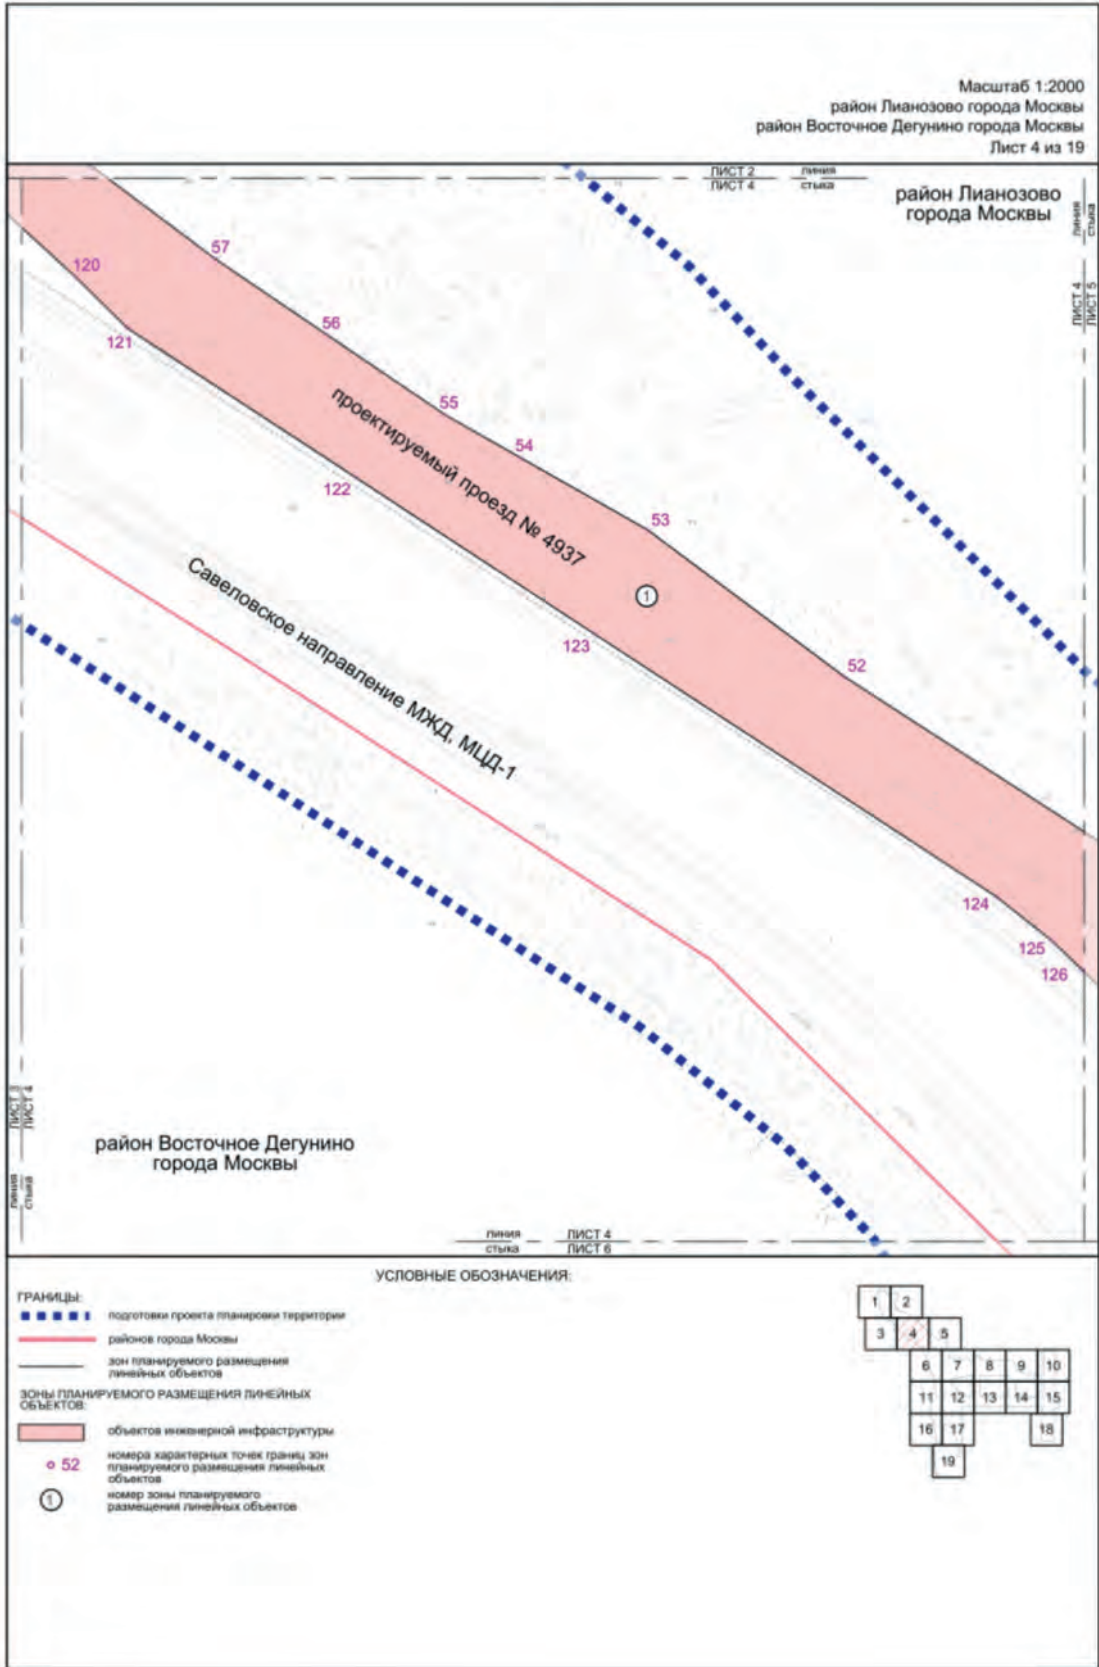 Масштаб 1:2000
район Лианозово города Москвы
район Восточное Дегунино города Москвы
Лист 4 из 19
ЛИСТ 2 линия
ЛИСТ 4 стыка
район Лианозово
города Москвы
линия
стыка
ЛИСТ 4
ЛИСТ 5
57
120
56
121
55
54
проектируемый проезд № 4937
53
122
1
Савеловское направление МЖД, МЦД-1
123
52
124
125
126
ЛИСТ 3
ЛИСТ 4
район Восточное Дегунино
города Москвы
линия
стыка
линия ЛИСТ 4
стыка ЛИСТ 6
УСЛОВНЫЕ ОБОЗНАЧЕНИЯ:
ГРАНИЦЫ:
подготовки проекта планировки территории
районов города Москвы
зон планируемого размещения
линейных объектов
ЗОНЫ ПЛАНИРУЕМОГО РАЗМЕЩЕНИЯ ЛИНЕЙНЫХ
ОБЪЕКТОВ:
объектов инженерной инфраструктуры
52
номера характерных точек границ зон
планируемого размещения линейных
объектов
1
номер зоны планируемого
размещения линейных объектов
1 2
3 4 5
6 7 8 9 10
11 12 13 14 15
16 17 18
19